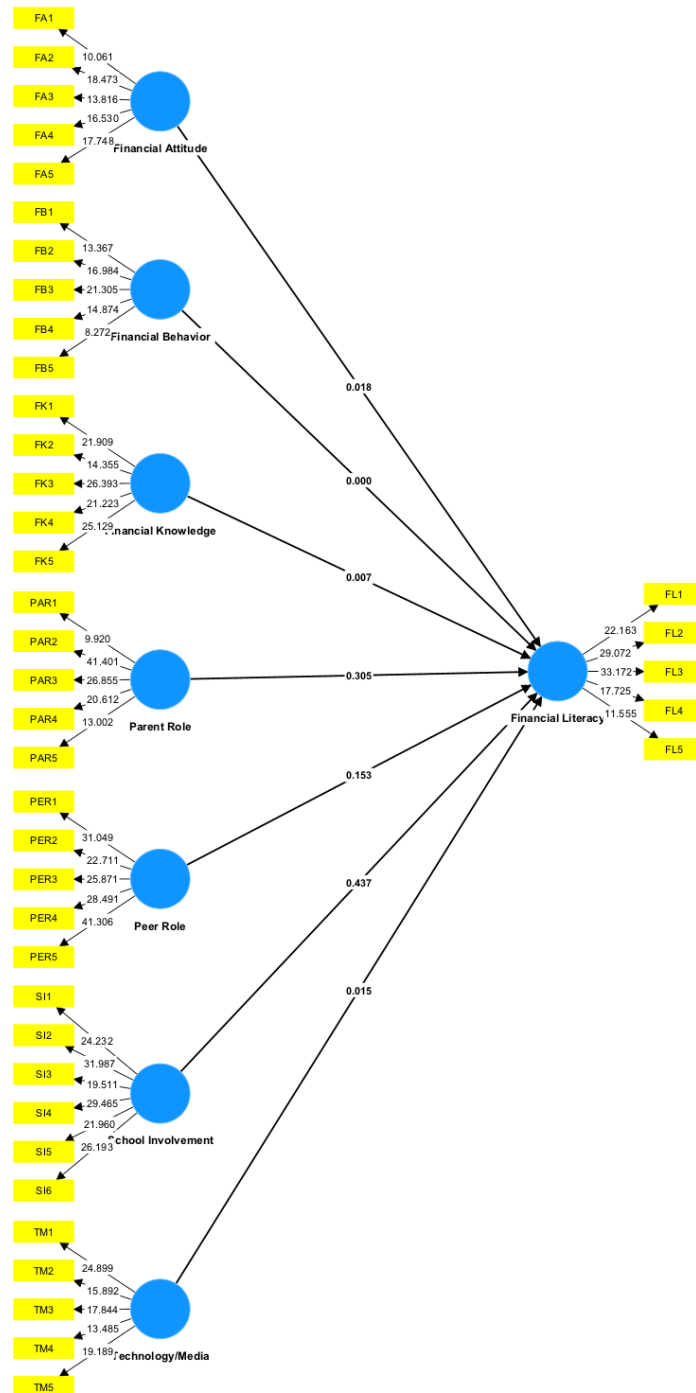 FA1
10.061
FA2
18.473
FA3
13.816
FA4
16.530
FA5
17.748
Financial Attitude
FB1
13.367
FB2
16.984
FB3
21.305
FB4
14.874
FB5
8.272
Financial Behavior
FK1
21.909
FK2
14.355
FK3
26.393
FK4
21.223
FK5
25.129
Financial Knowledge
PAR1
9.920
PAR2
41.401
PAR3
26.855
PAR4
20.612
PAR5
13.002
Parent Role
PER1
31.049
PER2
22.711
PER3
25.871
PER4
28.491
PER5
41.306
Peer Role
SI1
24.232
SI2
31.987
SI3
19.511
SI4
29.465
SI5
21.960
SI6
26.193
School Involvement
TM1
24.899
TM2
15.892
TM3
17.844
TM4
13.485
TM5
19.189
Technology/Media
0.018
0.000
0.007
0.305
0.153
0.437
0.015
Financial Literacy
FL1
22.163
FL2
29.072
FL3
33.172
FL4
17.725
FL5
11.555